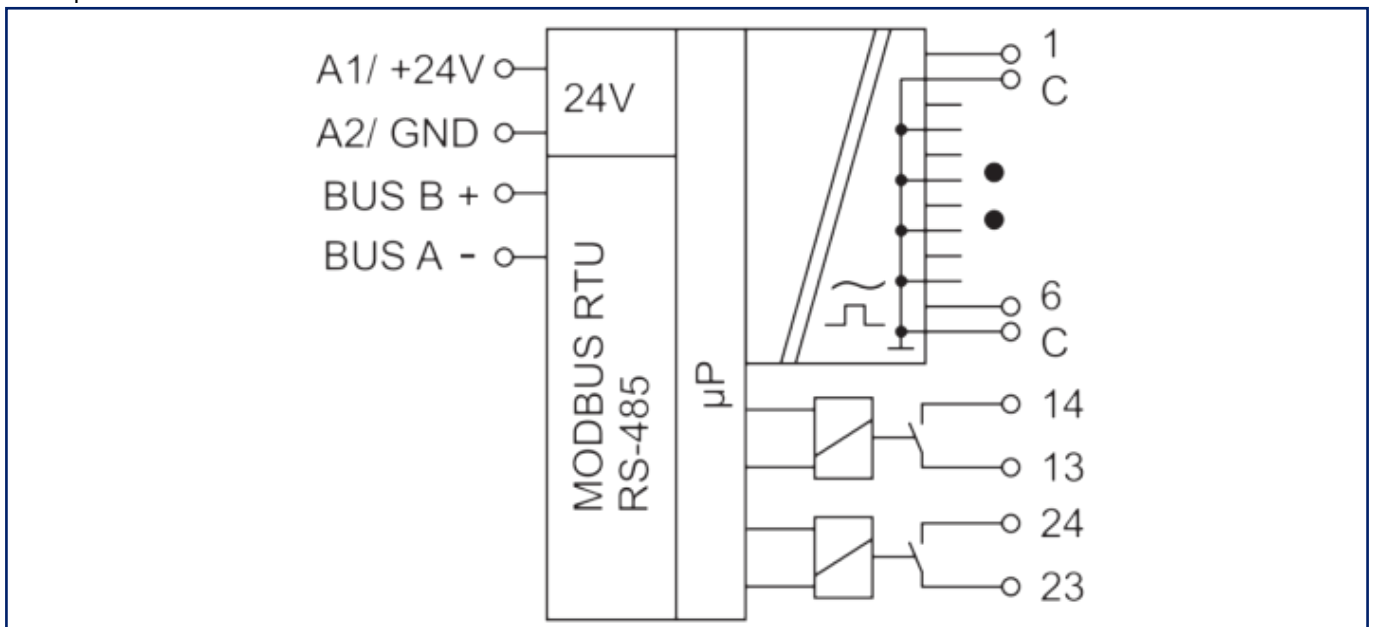 A1/ +24V
A2/ GND
BUS B +
BUS A -
24V
MODBUS RTU
RS-485
µP
1
C
6
C
14
13
24
23